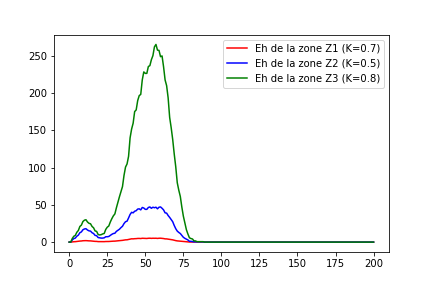 Eh de la zone Z1 (K=0.7)
Eh de la zone Z2 (K=0.5)
Eh de la zone Z3 (K=0.8)
250
200
150
100
50
0
0 25 50 75 100 125 150 175 200